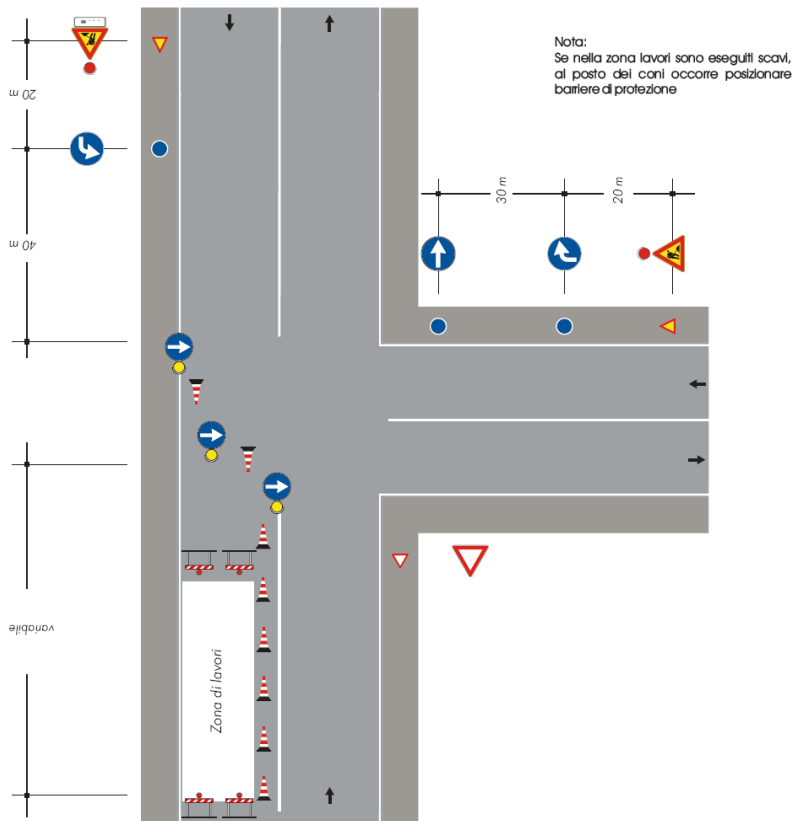 Nota:
Se nella zona lavori sono eseguiti scavi,
al posto dei coni occorre posizionare
barriere di protezione
20 m
40 m
variabile
30 m
20 m
Zona di lavori